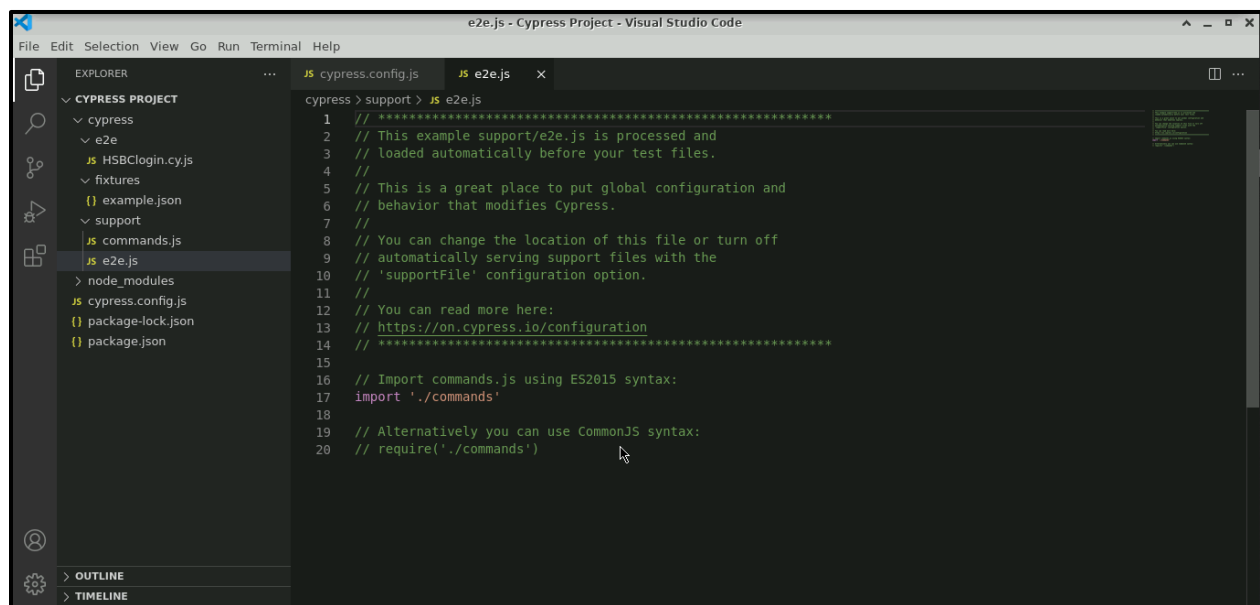 e2e.js - Cypress Project - Visual Studio Code
File Edit Selection View Go Run Terminal Help
EXPLORER
CYPRESS PROJECT
cypress
e2e
JS HSBClogin.cy.js
fixtures
{} example.json
support
JS commands.js
JS e2e.js
node_modules
JS cypress.config.js
{} package-lock.json
{} package.json
OUTLINE
TIMELINE
JS cypress.config.js JS e2e.js
cypress > support > JS e2e.js
1 // ***********************************************************
2 // This example support/e2e.js is processed and
3 // loaded automatically before your test files.
4 //
5 // This is a great place to put global configuration and
6 // behavior that modifies Cypress.
7 //
8 // You can change the location of this file or turn off
9 // automatically serving support files with the
10 // 'supportFile' configuration option.
11 //
12 // You can read more here:
13 // https://on.cypress.io/configuration
14 // ***********************************************************
15
16 // Import commands.js using ES2015 syntax:
17 import './commands'
18
19 // Alternatively you can use CommonJS syntax:
20 // require('./commands')